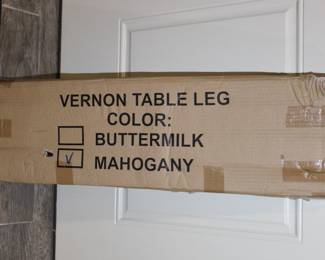 VERNON TABLE LEG
COLOR:
BUTTERMILK
MAHOGANY